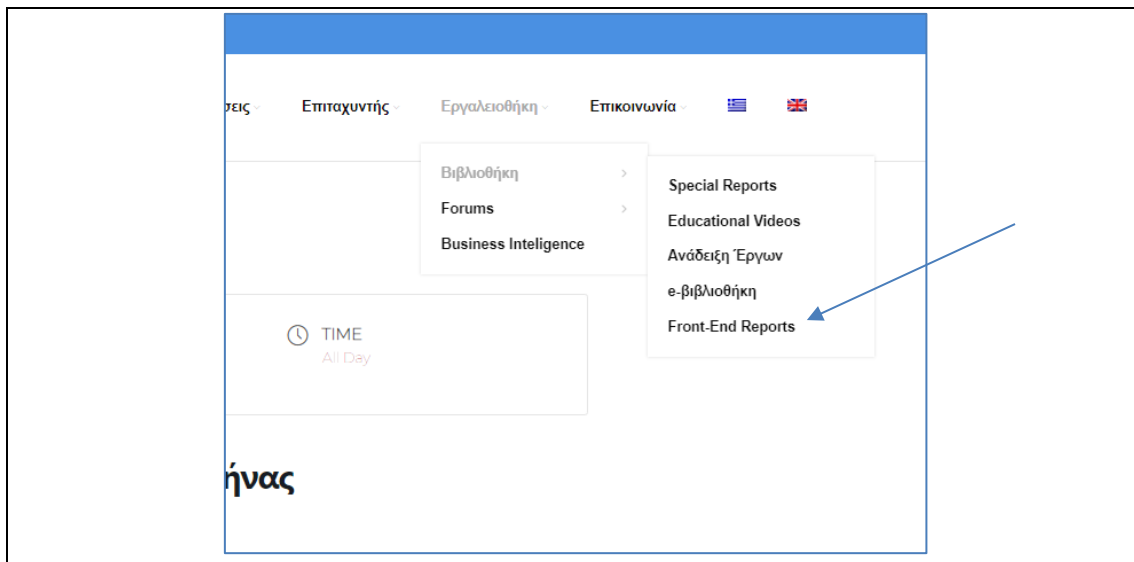 σεις Επιταχυντής Εργαλειοθήκη Επικοινωνία
Βιβλιοθήκη
Forums
Business Inteligence
Special Reports
Educational Videos
Ανάδειξη Έργων
e-βιβλιοθήκη
Front-End Reports
TIME
All Day
ήνας